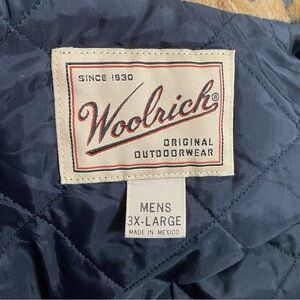 SINCE 1830
Woolrich®
ORIGINAL
OUTDOORWEAR
MENS
3X-LARGE
MADE IN MEXICO